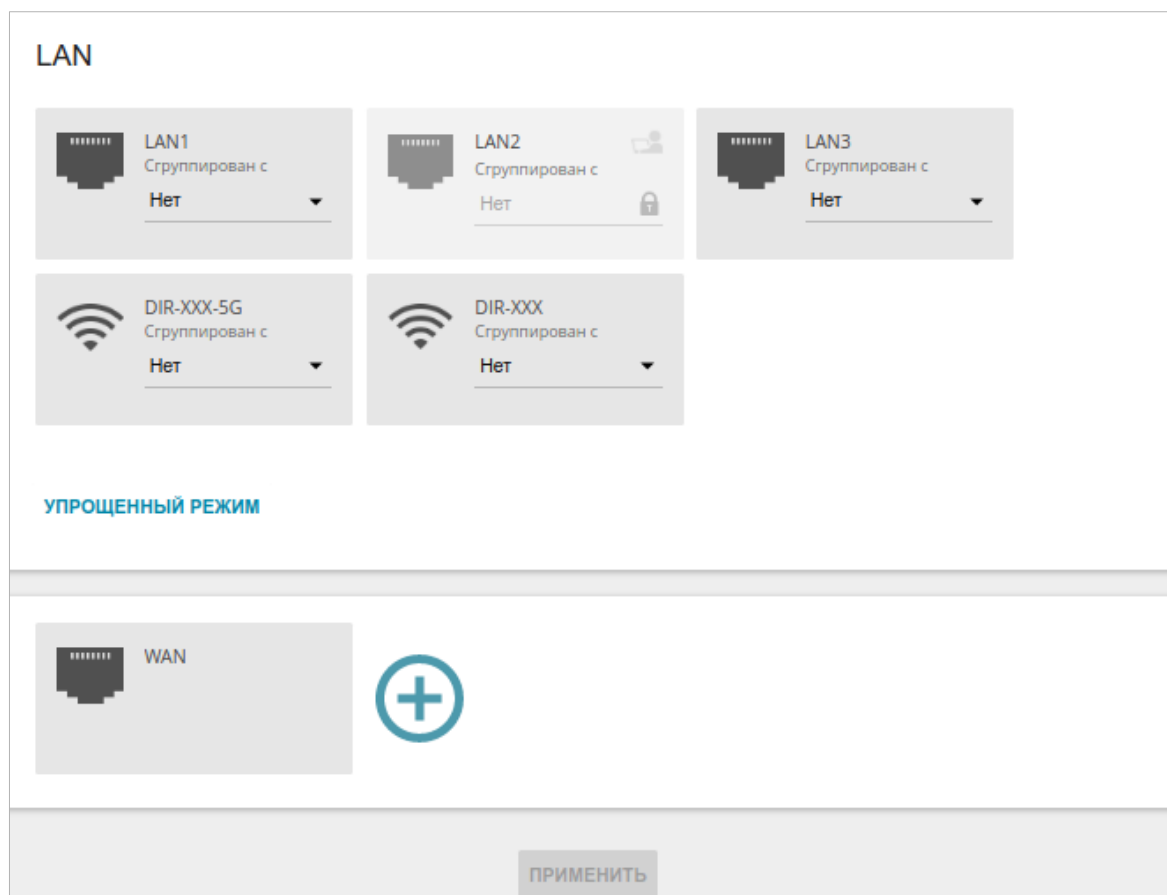 LAN
LAN1
Сгруппирован с
Нет
LAN2
Сгруппирован с
Нет
LAN3
Сгруппирован с
Нет
DIR-XXX-5G
Сгруппирован с
Нет
DIR-XXX
Сгруппирован с
Нет
УПРОЩЕННЫЙ РЕЖИМ
WAN
ПРИМЕНИТЬ